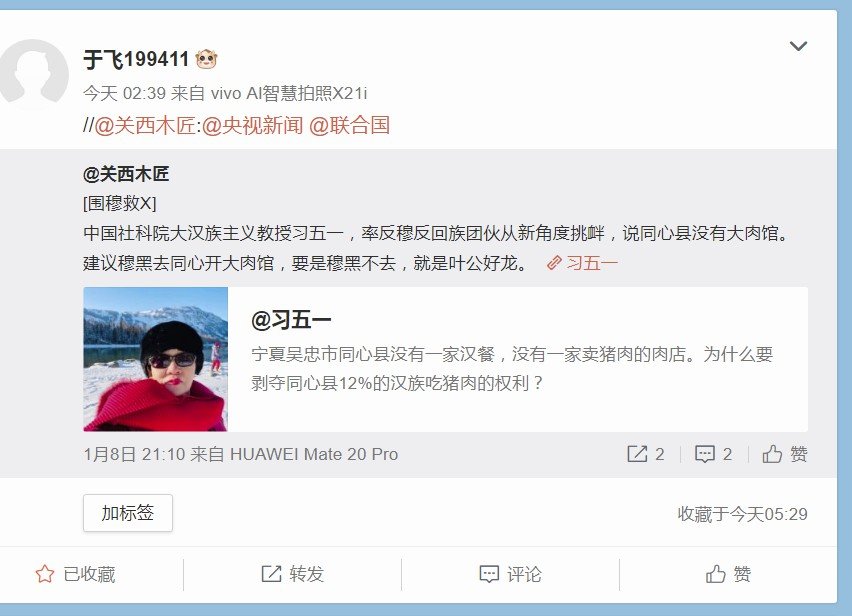 于飞199411
今天 02:39 来自 vivo AI智慧拍照X21i
//@关西木匠:@央视新闻 @联合国
@关西木匠
[围穆救X]
中国社科院大汉族主义教授习五一，率反穆反回族团伙从新角度挑衅，说同心县没有大肉馆。
建议穆黑去同心开大肉馆，要是穆黑不去，就是叶公好龙。 习五一
@习五一
宁夏吴忠市同心县没有一家汉餐，没有一家卖猪肉的肉店。为什么要
剥夺同心县12%的汉族吃猪肉的权利？
1月8日 21:10 来自 HUAWEI Mate 20 Pro 2 2 赞
加标签 收藏于今天05:29
已收藏 转发 评论 赞